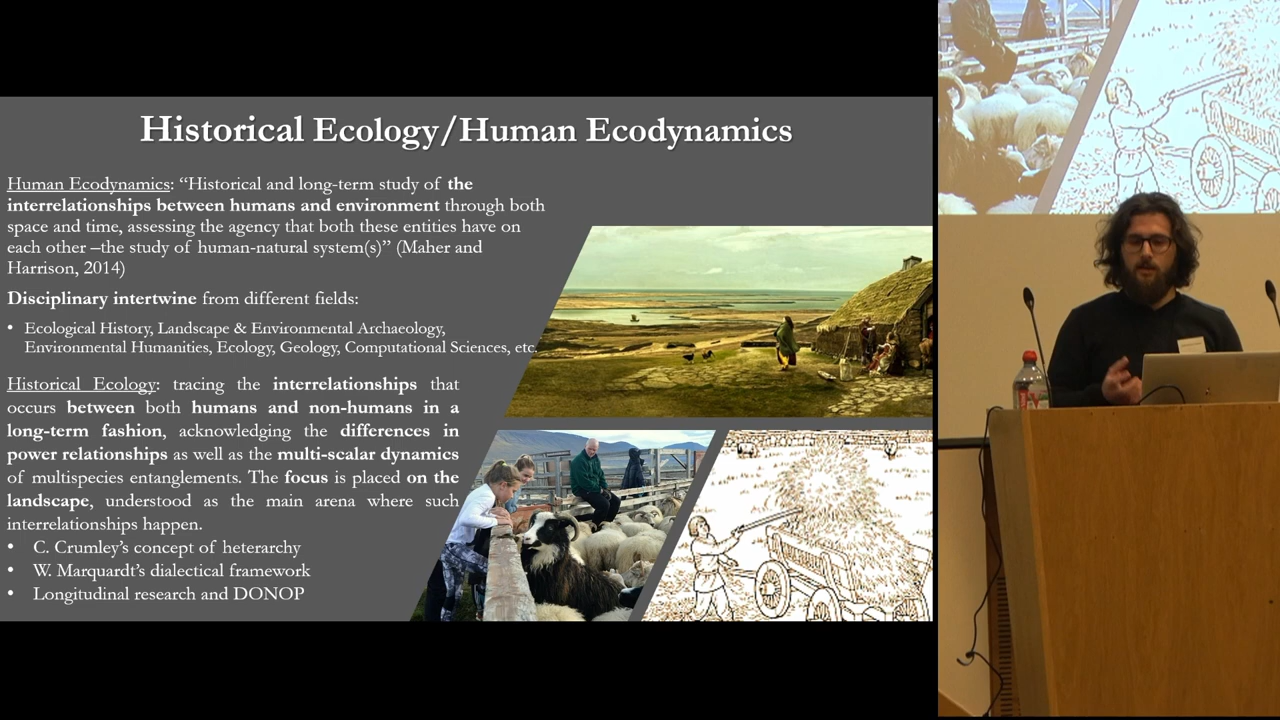 Historical Ecology/Human Ecodynamics
Human Ecodynamics: “Historical and long-term study of the
interrelationships between humans and environment through both
space and time, assessing the agency that both these entities have on
each other –the study of human-natural system(s)” (Maher and
Harrison, 2014)
Disciplinary intertwine from different fields:
• Ecological History, Landscape & Environmental Archaeology,
Environmental Humanities, Ecology, Geology, Computational Sciences, etc.
Historical Ecology: tracing the interrelationships that
occurs between both humans and non-humans in a
long-term fashion, acknowledging the differences in
power relationships as well as the multi-scalar dynamics
of multispecies entanglements. The focus is placed on the
landscape, understood as the main arena where such
interrelationships happen.
• C. Crumley’s concept of heterarchy
• W. Marquardt’s dialectical framework
• Longitudinal research and DONOP